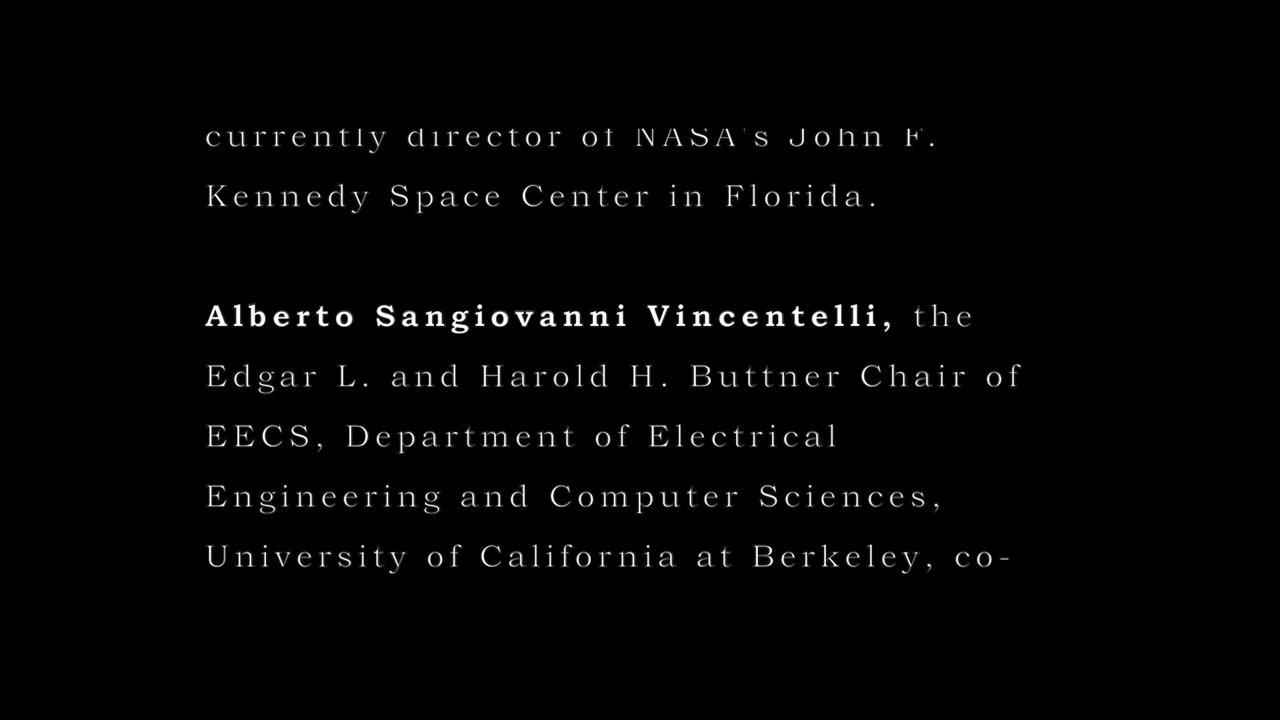 currently director of NASA's John F.
Kennedy Space Center in Florida.
Alberto Sangiovanni Vincentelli, the
Edgar L. and Harold H. Buttner Chair of
EECS, Department of Electrical
Engineering and Computer Sciences,
University of California at Berkeley, co-